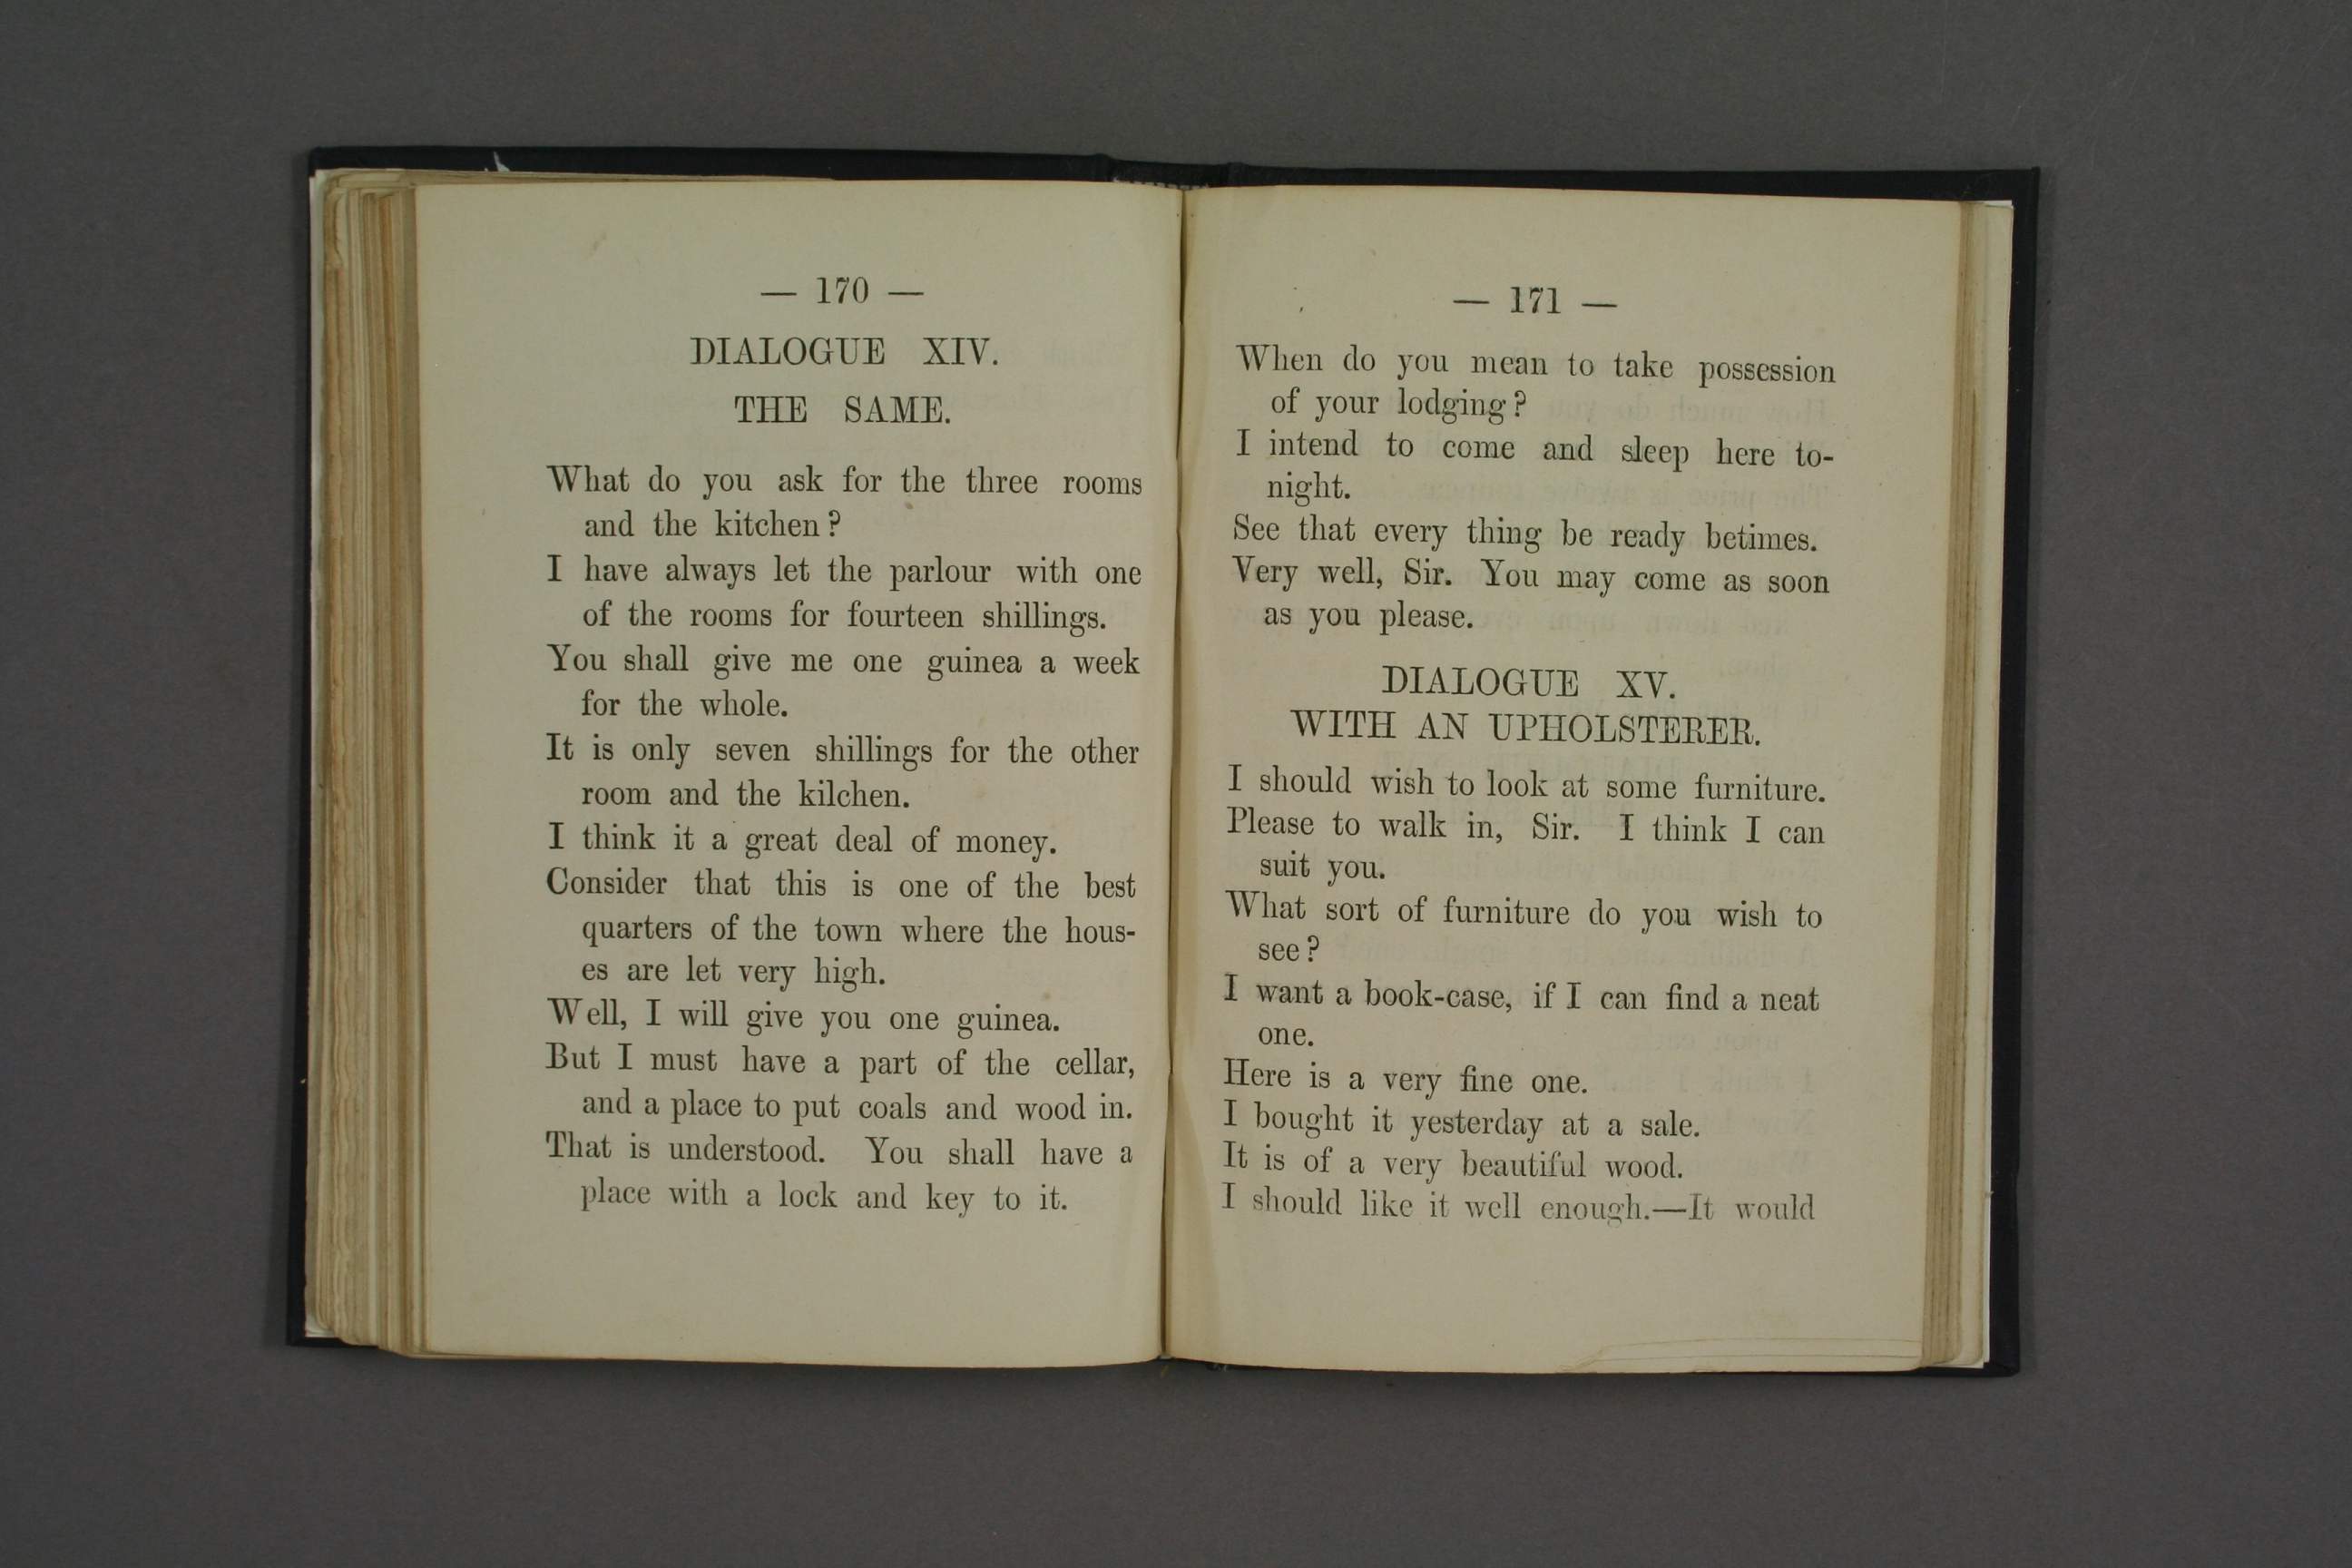 — 170 —
DIALOGUE XIV.
THE SAME.
What do you ask for the three rooms
and the kitchen?
I have always let the parlour with one
of the rooms for fourteen shillings.
You shall give me one guinea a week
for the whole.
It is only seven shillings for the other
room and the kilchen.
I think it a great deal of money.
Consider that this is one of the best
quarters of the town where the hous-
es are let very high.
Well, I will give you one guinea.
But I must have a part of the cellar,
and a place to put coals and wood in.
That is understood. You shall have a
place with a lock and key to it.
— 171 —
When do you mean to take possession
of your lodging?
I intend to come and sleep here to-
night.
See that every thing be ready betimes.
Very well, Sir. You may come as soon
as you please.
DIALOGUE XV.
WITH AN UPHOLSTERER.
I should wish to look at some furniture.
Please to walk in, Sir. I think I can
suit you.
What sort of furniture do you wish to
see?
I want a book-case, if I can find a neat
one.
Here is a very fine one.
I bought it yesterday at a sale.
It is of a very beautiful wood.
I should like it well enough.—It would